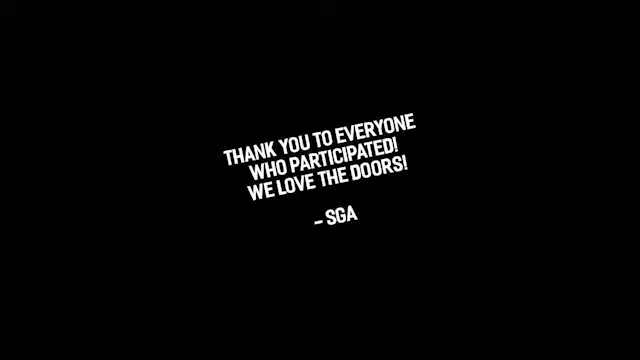 THANK YOU TO EVERYONE
WHO PARTICIPATED!
WE LOVE THE DOORS!
– SGA